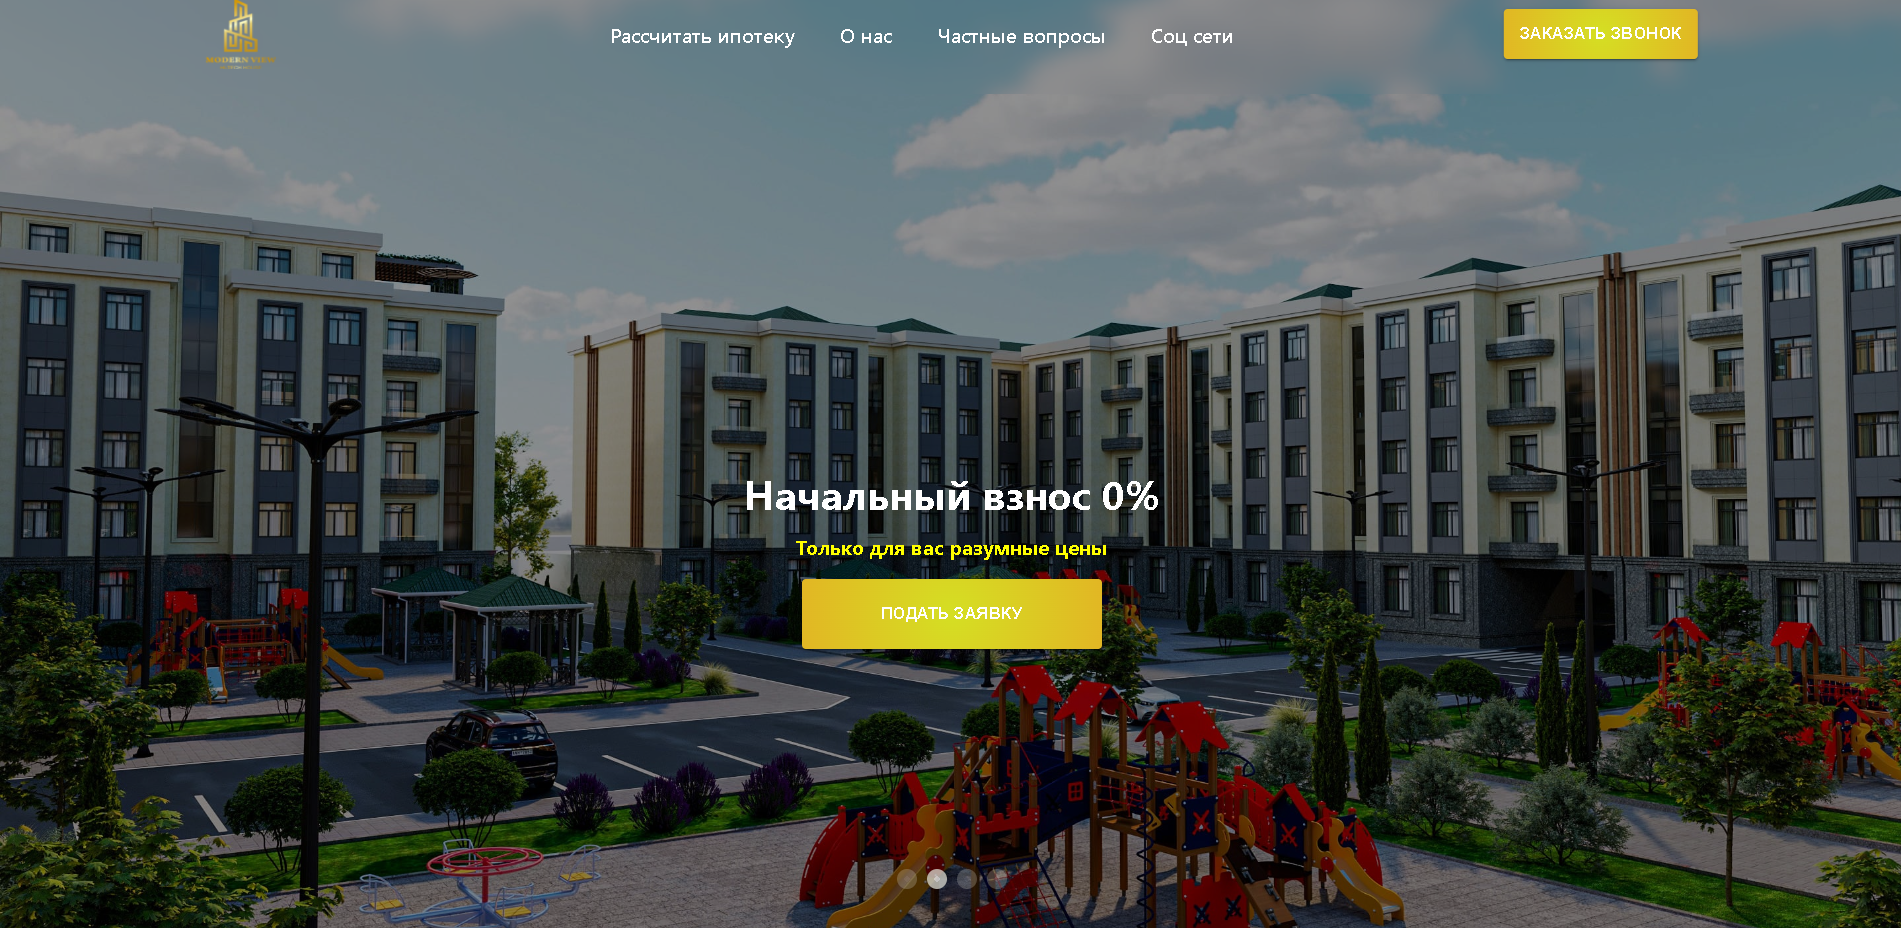 MODERN VIEW
Рассчитать ипотеку
О нас
Частные вопросы
Соц сети
ЗАКАЗАТЬ ЗВОНОК
Начальный взнос 0%
Только для вас разумные цены
ПОДАТЬ ЗАЯВКУ